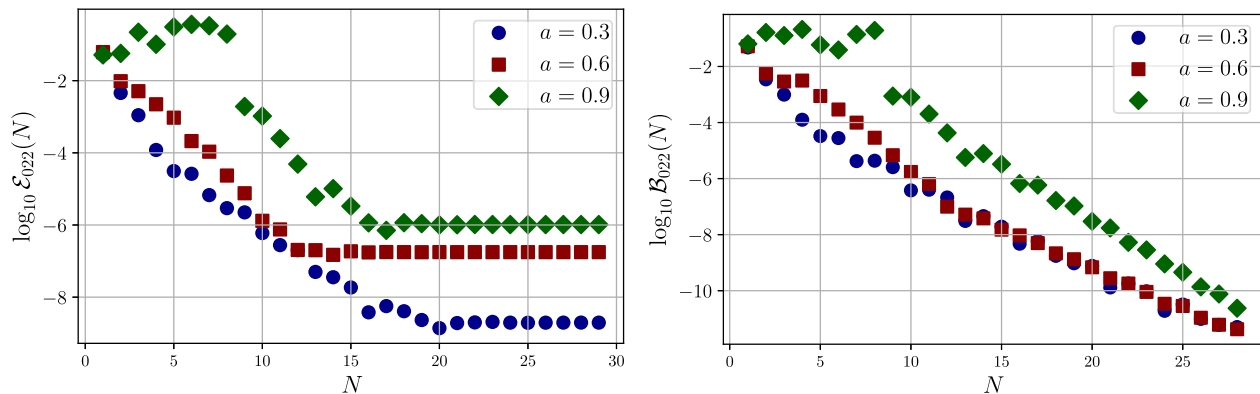 log₁₀ ℰ₀₂₂(N)
−2
−4
−6
−8
0
5
10
15
20
25
30
N
a = 0.3
a = 0.6
a = 0.9
log₁₀ ℬ₀₂₂(N)
−2
−4
−6
−8
−10
0
5
10
15
20
25
N
a = 0.3
a = 0.6
a = 0.9